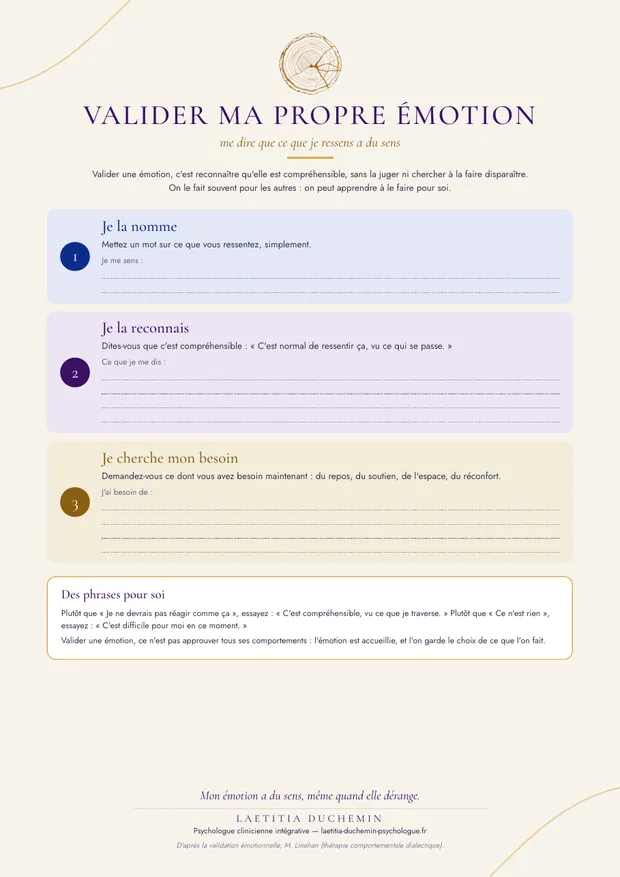 VALIDER MA PROPRE ÉMOTION
me dire que ce que je ressens a du sens
Valider une émotion, c'est reconnaître qu'elle est compréhensible, sans la juger ni chercher à la faire disparaître.
On le fait souvent pour les autres : on peut apprendre à le faire pour soi.
1
Je la nomme
Mettez un mot sur ce que vous ressentez, simplement.
Je me sens :
2
Je la reconnais
Dites-vous que c'est compréhensible : « C'est normal de ressentir ça, vu ce qui se passe. »
Ce que je me dis :
3
Je cherche mon besoin
Demandez-vous ce dont vous avez besoin maintenant : du repos, du soutien, de l'espace, du réconfort.
J'ai besoin de :
Des phrases pour soi
Plutôt que « Je ne devrais pas réagir comme ça », essayez : « C'est compréhensible, vu ce que je traverse. » Plutôt que « Ce n'est rien »,
essayez : « C'est difficile pour moi en ce moment. »
Valider une émotion, ce n'est pas approuver tous ses comportements : l'émotion est accueillie, et l'on garde le choix de ce que l'on fait.
Mon émotion a du sens, même quand elle dérange.
LAETITIA DUCHEMIN
Psychologue clinicienne intégrative — laetitia-duchemin-psychologue.fr
D'après la validation émotionnelle, M. Linehan (thérapie comportementale dialectique).